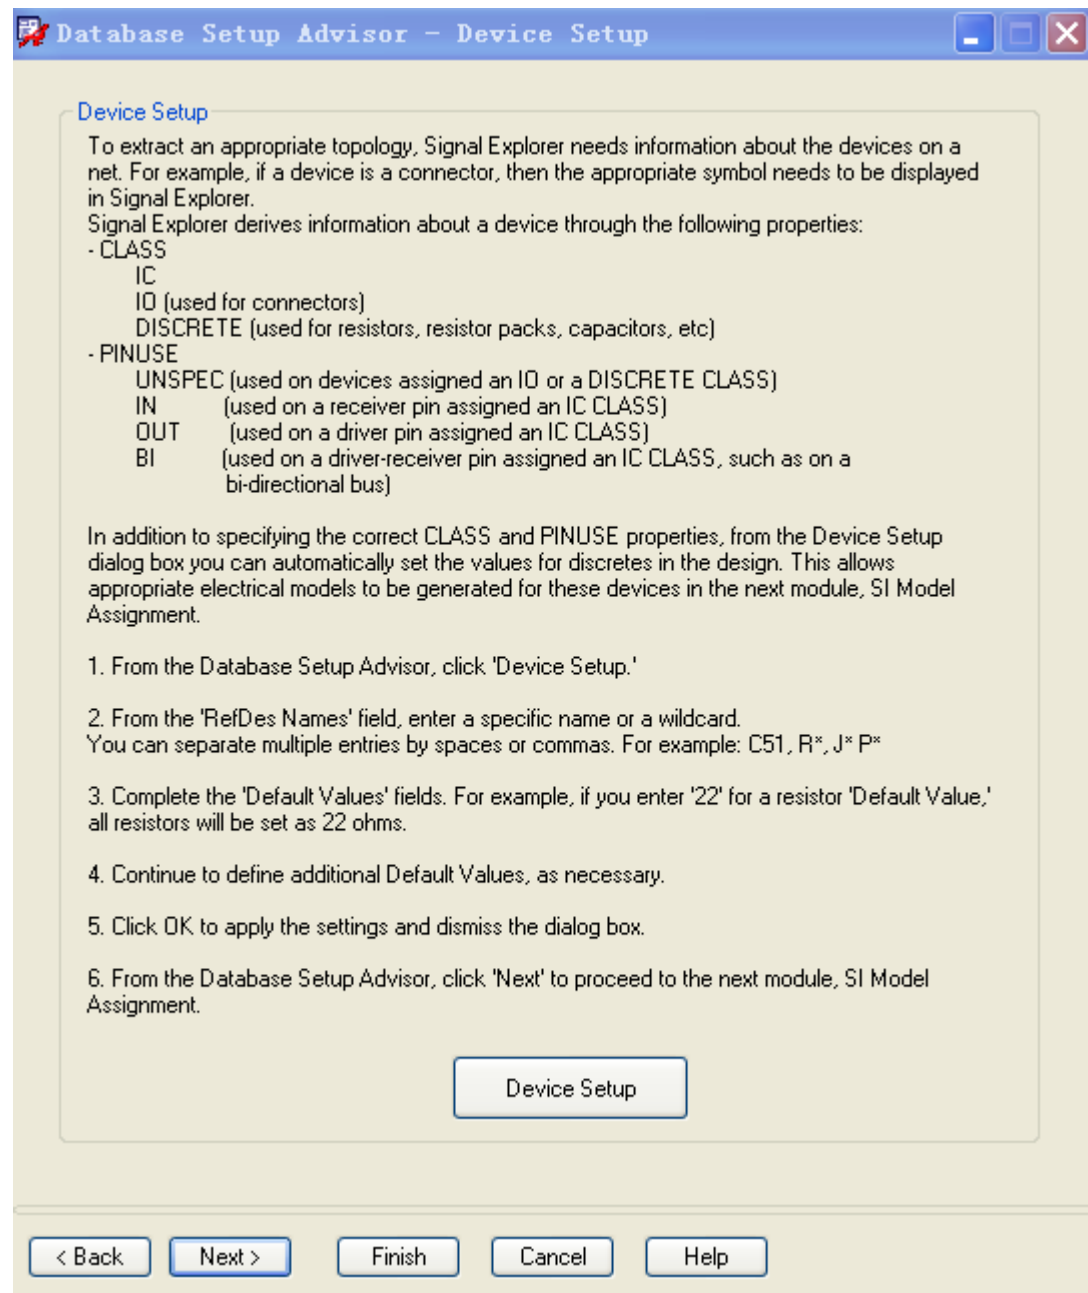 Database Setup Advisor - Device Setup
Device Setup
To extract an appropriate topology, Signal Explorer needs information about the devices on a
net. For example, if a device is a connector, then the appropriate symbol needs to be displayed
in Signal Explorer.
Signal Explorer derives information about a device through the following properties:
- CLASS
IC
IO (used for connectors)
DISCRETE (used for resistors, resistor packs, capacitors, etc)
- PINUSE
UNSPEC (used on devices assigned an IO or a DISCRETE CLASS)
IN (used on a receiver pin assigned an IC CLASS)
OUT (used on a driver pin assigned an IC CLASS)
BI (used on a driver-receiver pin assigned an IC CLASS, such as on a
bi-directional bus)
In addition to specifying the correct CLASS and PINUSE properties, from the Device Setup
dialog box you can automatically set the values for discretes in the design. This allows
appropriate electrical models to be generated for these devices in the next module, SI Model
Assignment.
1. From the Database Setup Advisor, click 'Device Setup.'
2. From the 'RefDes Names' field, enter a specific name or a wildcard.
You can separate multiple entries by spaces or commas. For example: C51, R*, J* P*
3. Complete the 'Default Values' fields. For example, if you enter '22' for a resistor 'Default Value,'
all resistors will be set as 22 ohms.
4. Continue to define additional Default Values, as necessary.
5. Click OK to apply the settings and dismiss the dialog box.
6. From the Database Setup Advisor, click 'Next' to proceed to the next module, SI Model
Assignment.
Device Setup
< Back Next > Finish Cancel Help